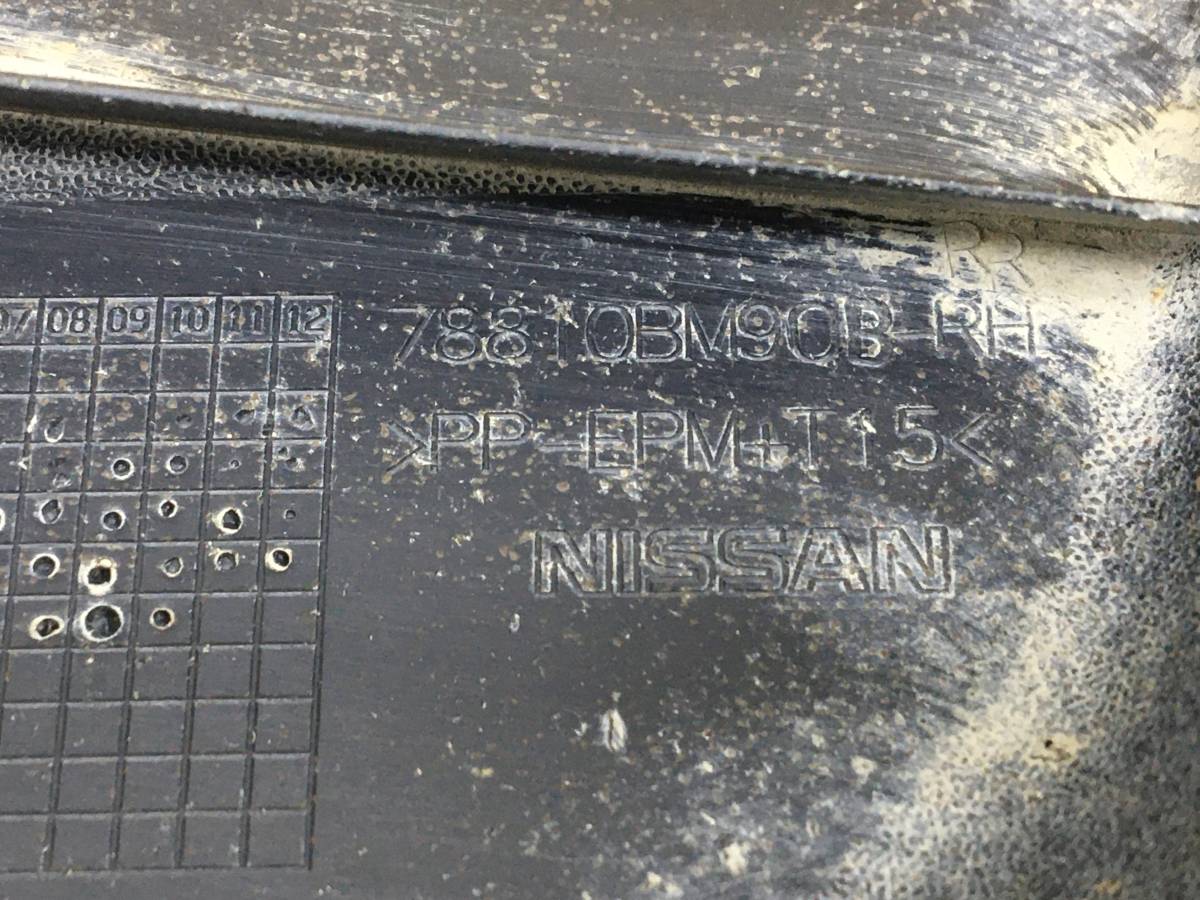 RR
07 08 09 10 11 12
78810BM90B-RH
>PP-EPM+T15<
NISSAN